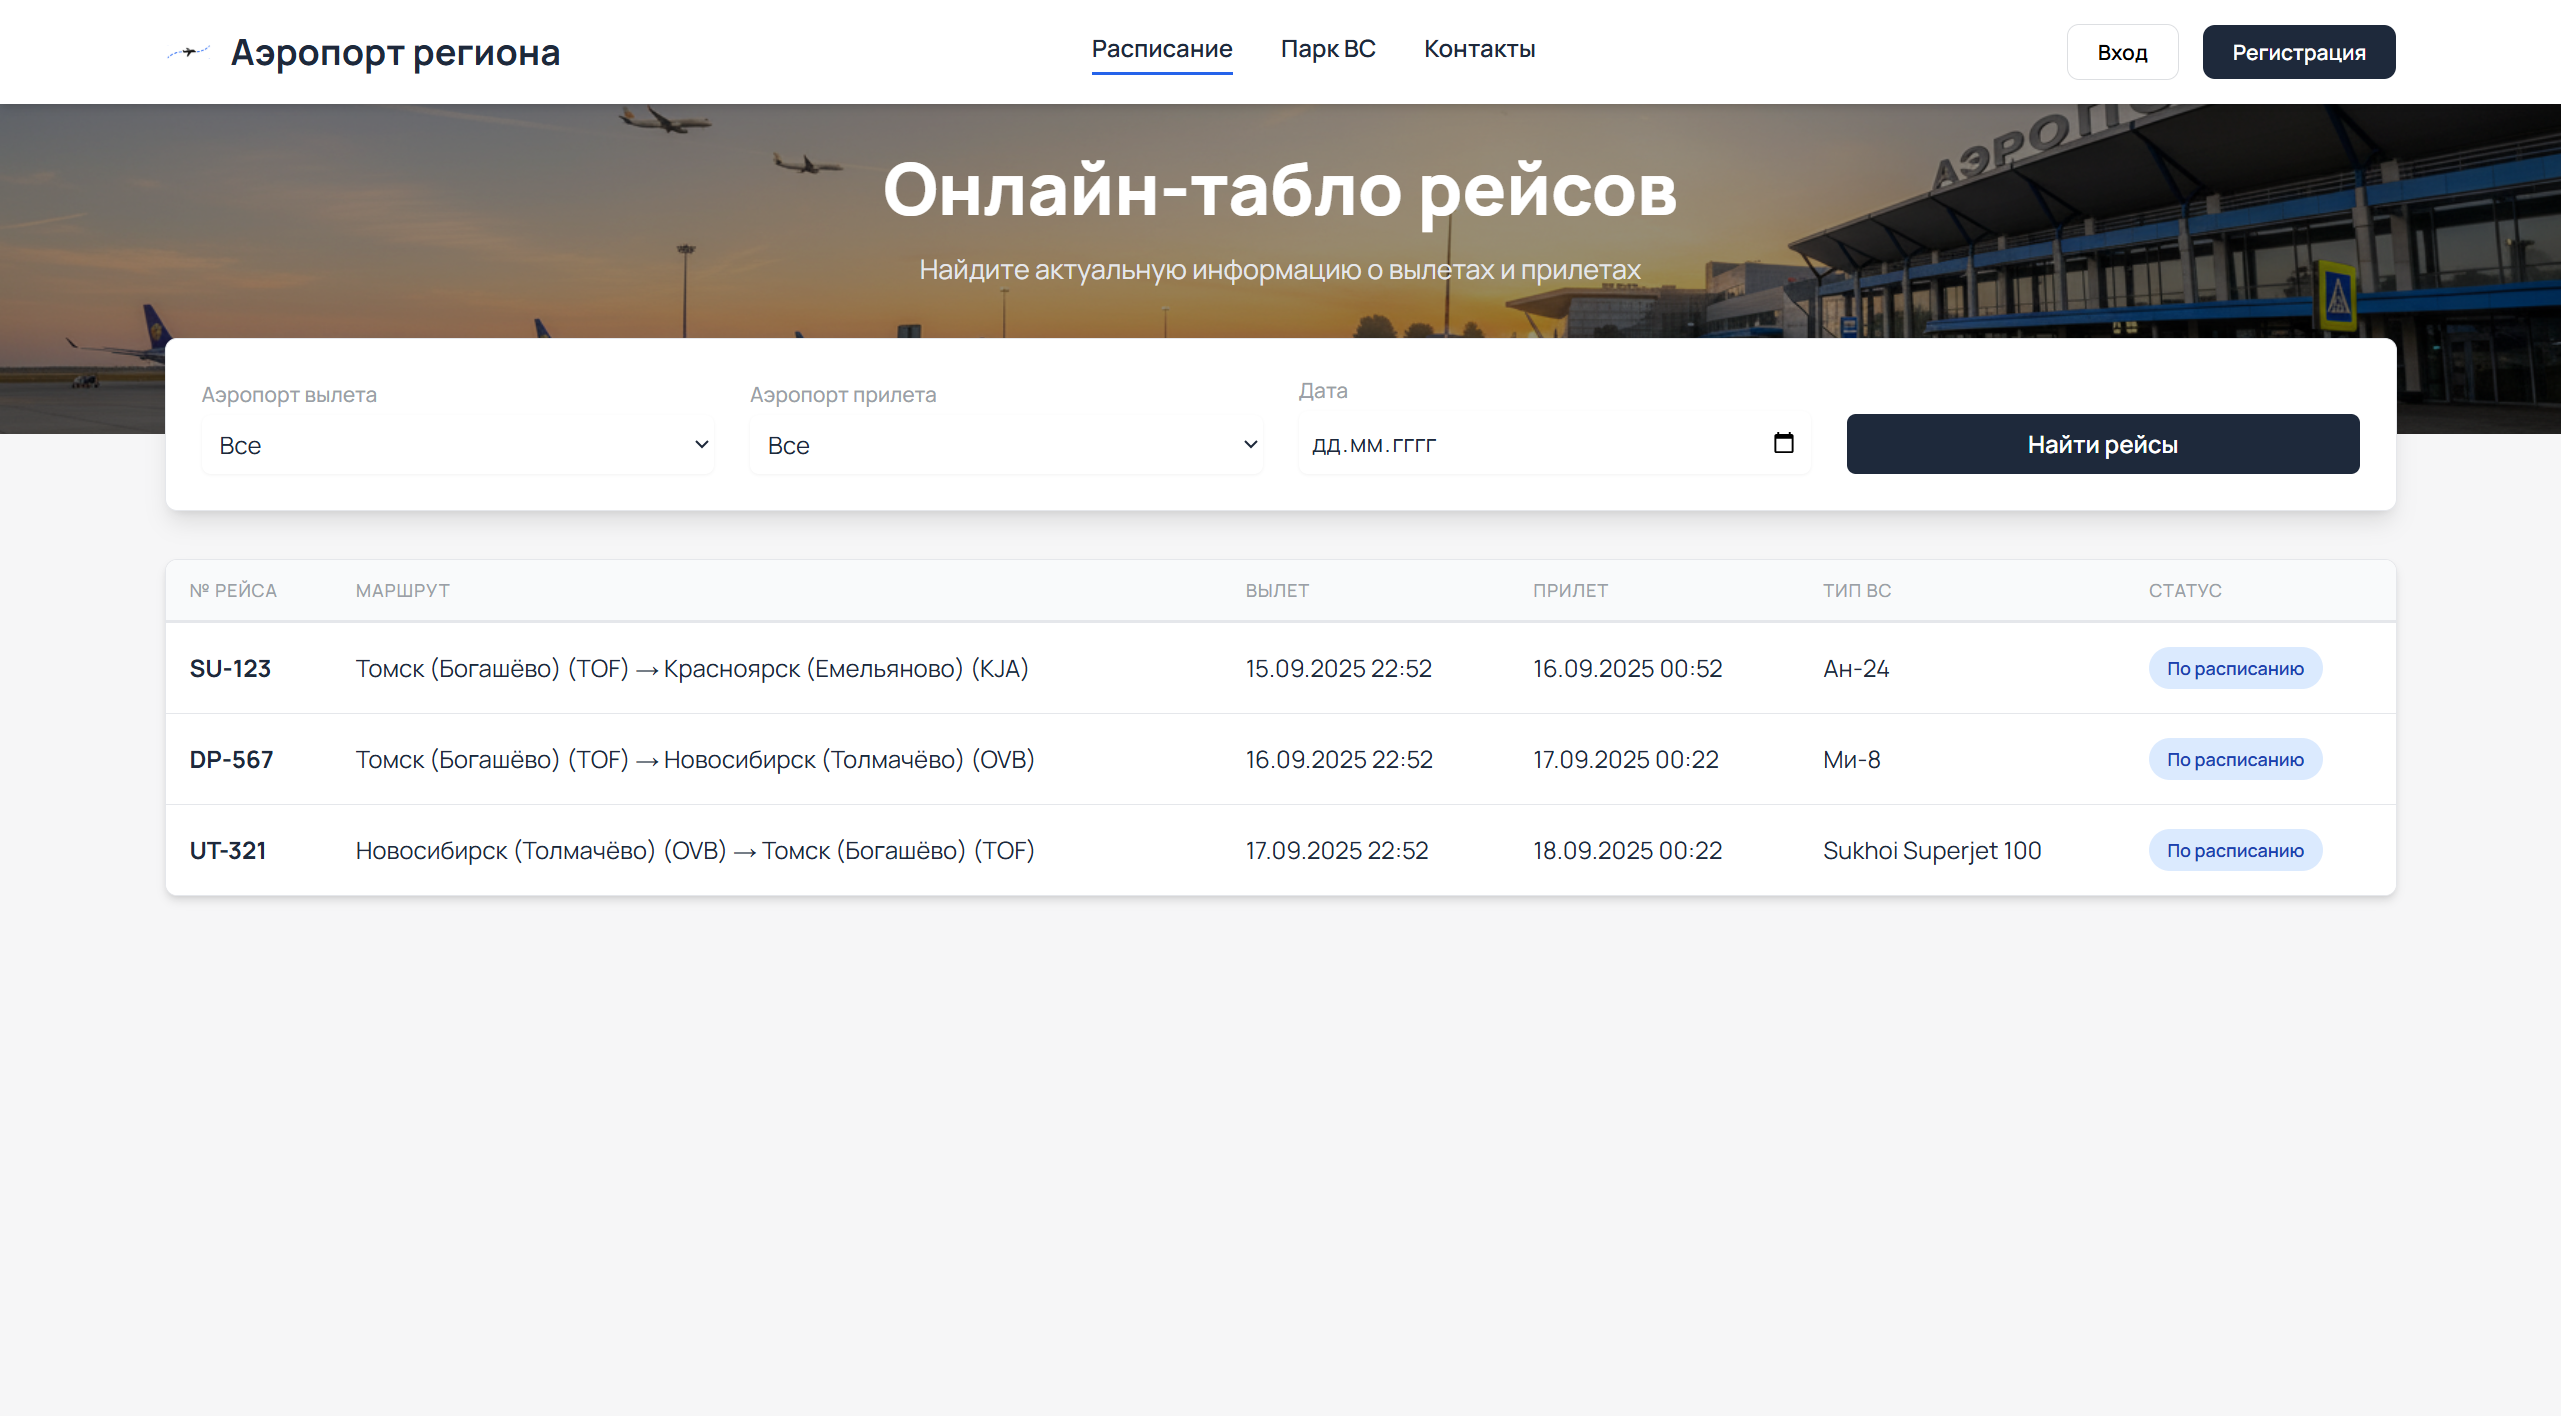 Аэропорт региона
Расписание
Парк ВС
Контакты
Вход
Регистрация
Онлайн-табло рейсов
Найдите актуальную информацию о вылетах и прилетах
Аэропорт вылета
Аэропорт прилета
Дата
Все
Все
дд.мм.гггг
Найти рейсы
№ РЕЙСА МАРШРУТ ВЫЛЕТ ПРИЛЕТ ТИП ВС СТАТУС
SU-123 Томск (Богашёво) (TOF) → Красноярск (Емельяново) (KJA) 15.09.2025 22:52 16.09.2025 00:52 Ан-24 По расписанию
DP-567 Томск (Богашёво) (TOF) → Новосибирск (Толмачёво) (OVB) 16.09.2025 22:52 17.09.2025 00:22 Ми-8 По расписанию
UT-321 Новосибирск (Толмачёво) (OVB) → Томск (Богашёво) (TOF) 17.09.2025 22:52 18.09.2025 00:22 Sukhoi Superjet 100 По расписанию